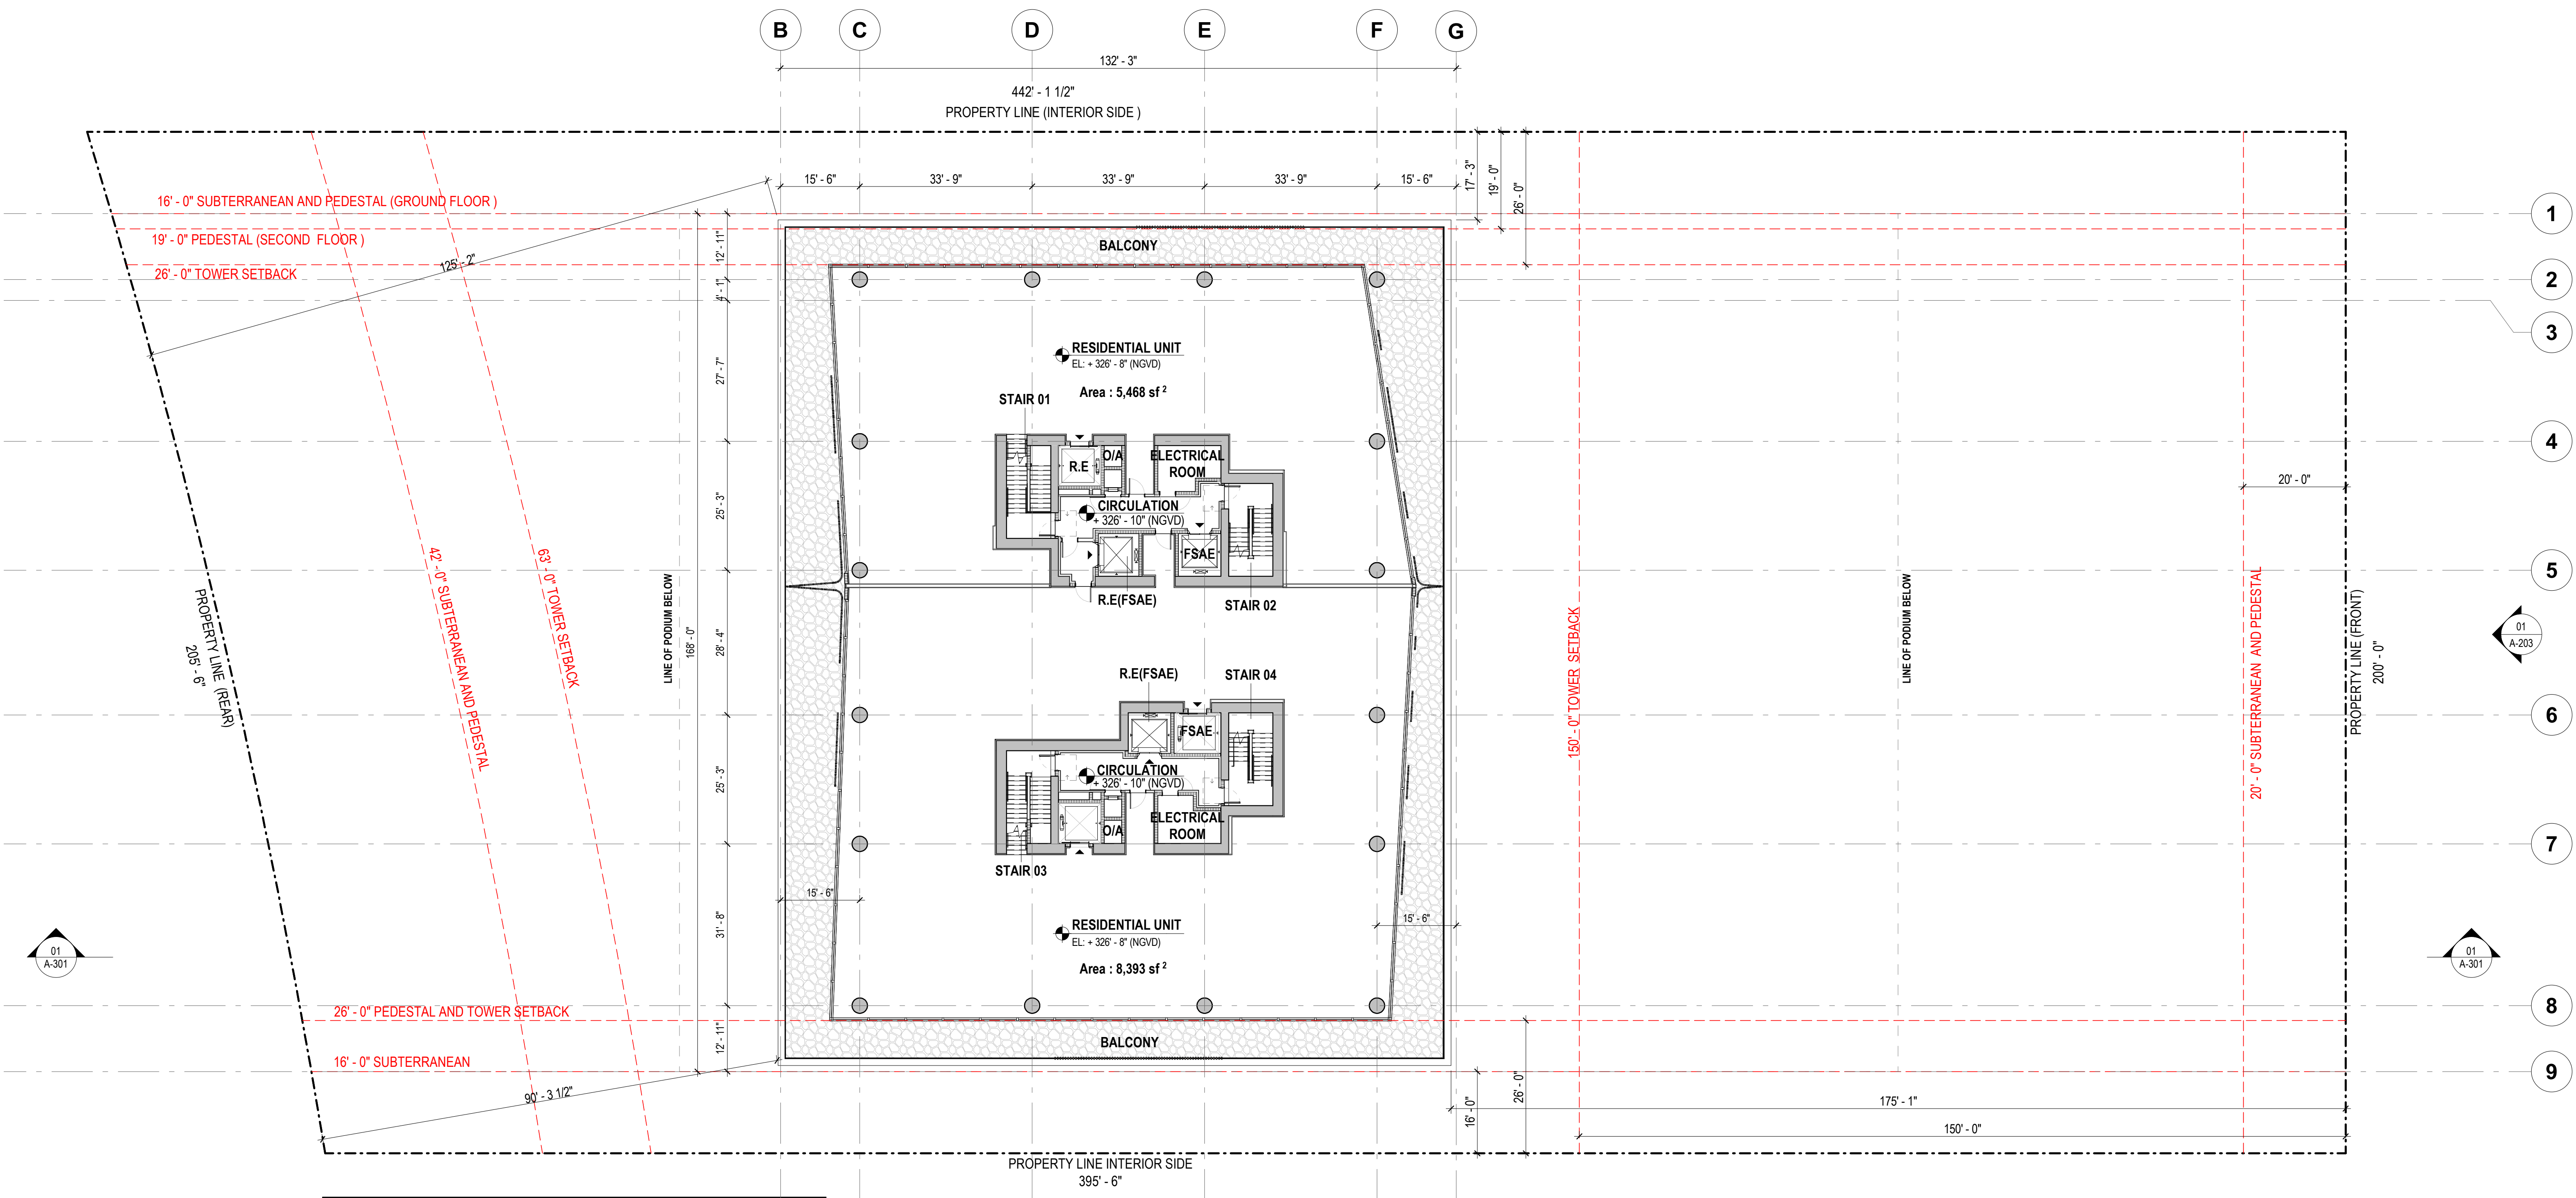 B
C
D
E
F
G
132' - 3"
442' - 1 1/2"
PROPERTY LINE (INTERIOR SIDE )
15' - 6"
33' - 9"
33' - 9"
33' - 9"
15' - 6"
17' - 3"
19' - 0"
26' - 0"
16' - 0" SUBTERRANEAN AND PEDESTAL (GROUND FLOOR )
1
19' - 0" PEDESTAL (SECOND FLOOR )
12' - 11"
BALCONY
125' - 2"
26' - 0" TOWER SETBACK
2
4' - 1"
3
RESIDENTIAL UNIT
EL: + 326' - 8" (NGVD)
27' - 7"
Area : 5,468 sf 2
STAIR 01
4
O/A
ELECTRICAL
ROOM
R.E
20' - 0"
25' - 3"
CIRCULATION
+ 326' - 10" (NGVD)
FSAE
5
R.E(FSAE)
STAIR 02
42' - 0" SUBTERRANEAN AND PEDESTAL
63' - 0" TOWER SETBACK
PROPERTY LINE (REAR)
205' - 6"
LINE OF PODIUM BELOW
168' - 0"
28' - 4"
150' - 0" TOWER SETBACK
LINE OF PODIUM BELOW
20' - 0" SUBTERRANEAN AND PEDESTAL
PROPERTY LINE (FRONT)
200' - 0"
01
A-203
R.E(FSAE)
STAIR 04
6
FSAE
25' - 3"
CIRCULATION
+ 326' - 10" (NGVD)
ELECTRICAL
ROOM
O/A
7
STAIR 03
15' - 6"
31' - 8"
RESIDENTIAL UNIT
EL: + 326' - 8" (NGVD)
15' - 6"
Area : 8,393 sf 2
01
A-301
01
A-301
26' - 0" PEDESTAL AND TOWER SETBACK
8
12' - 11"
BALCONY
16' - 0" SUBTERRANEAN
9
90' - 3 1/2"
26' - 0"
16' - 0"
175' - 1"
150' - 0"
PROPERTY LINE INTERIOR SIDE
395' - 6"